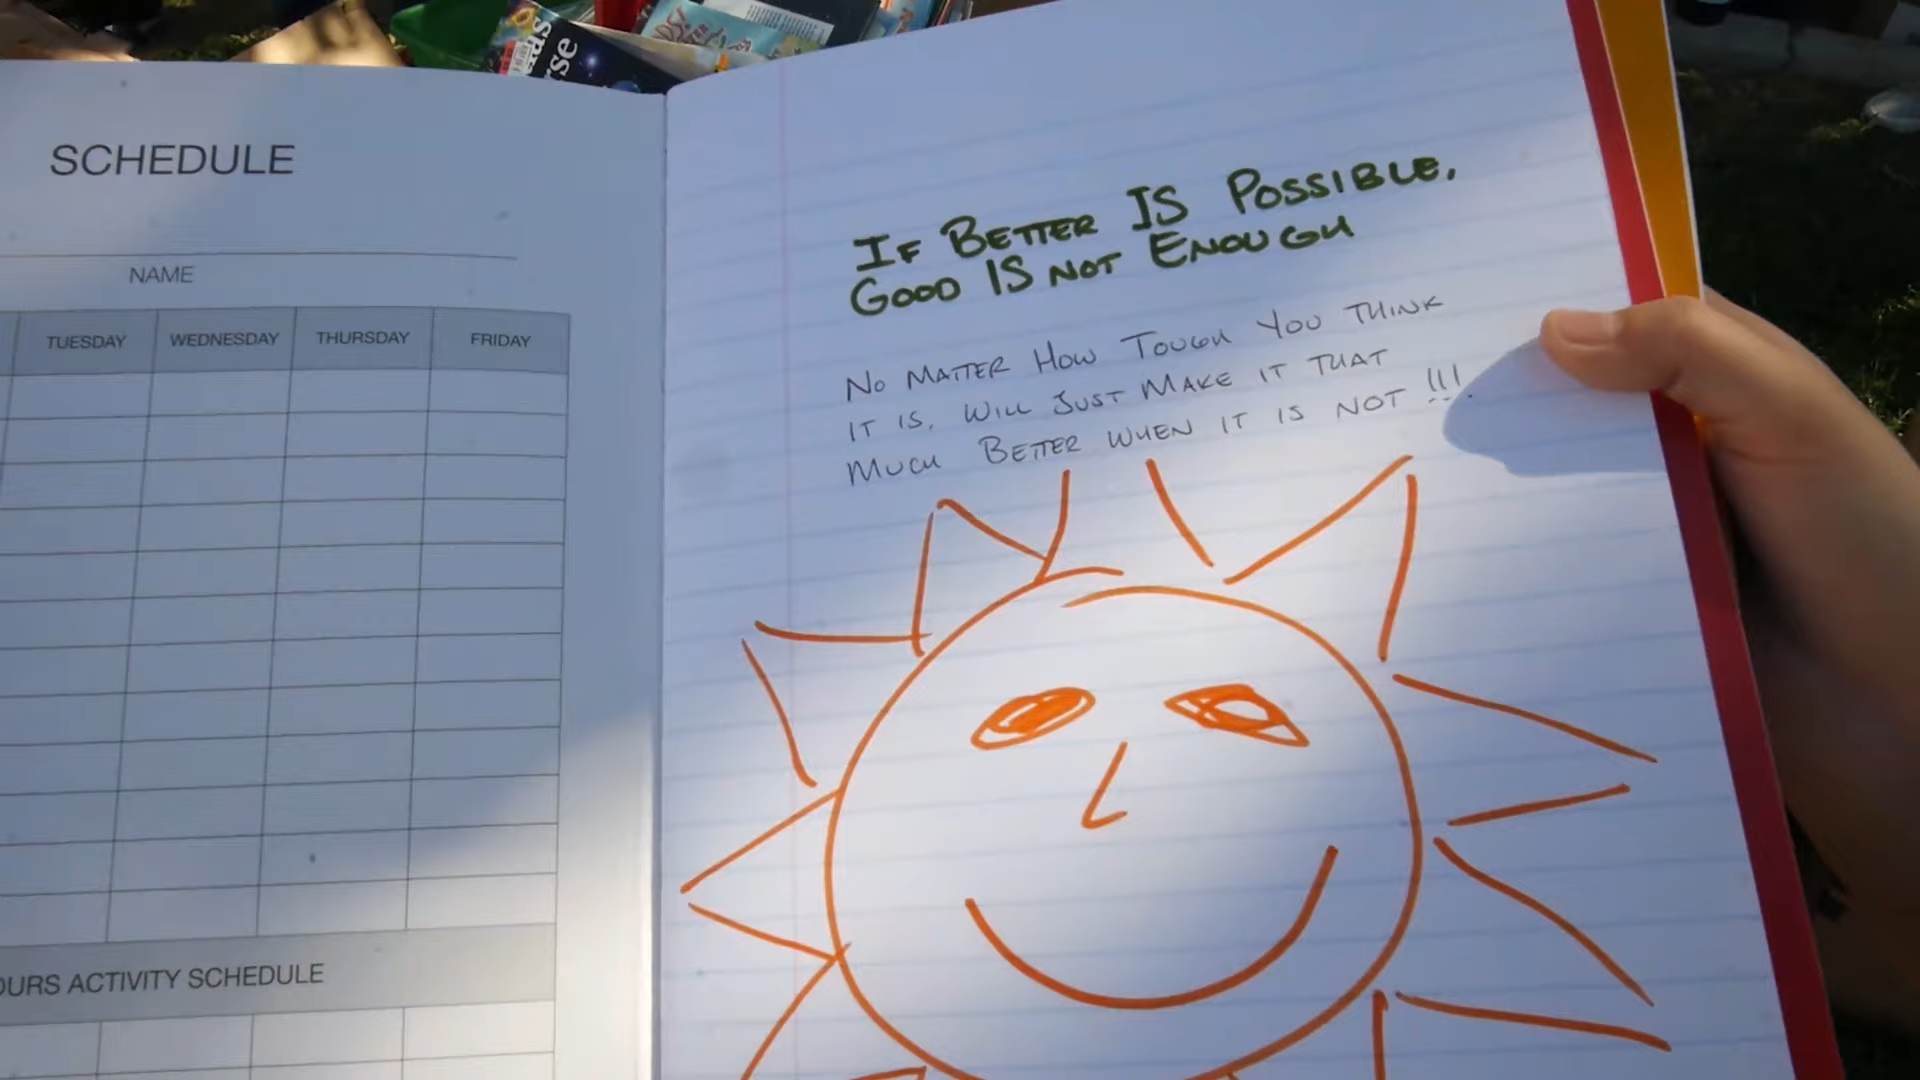 SCHEDULE
NAME
TUESDAY WEDNESDAY THURSDAY FRIDAY
OURS ACTIVITY SCHEDULE
IF BETTER IS POSSIBLE,
GOOD IS NOT ENOUGH
NO MATTER HOW TOUGH YOU THINK
IT IS, WILL JUST MAKE IT THAT
MUCH BETTER WHEN IT IS NOT !!!